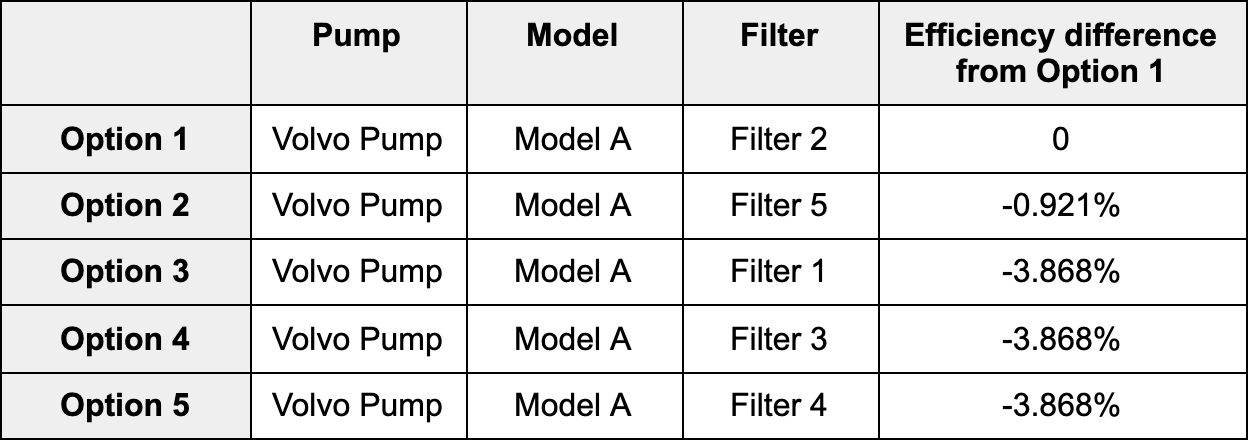 Pump Model Filter Efficiency difference
from Option 1
Option 1 Volvo Pump Model A Filter 2 0
Option 2 Volvo Pump Model A Filter 5 -0.921%
Option 3 Volvo Pump Model A Filter 1 -3.868%
Option 4 Volvo Pump Model A Filter 3 -3.868%
Option 5 Volvo Pump Model A Filter 4 -3.868%